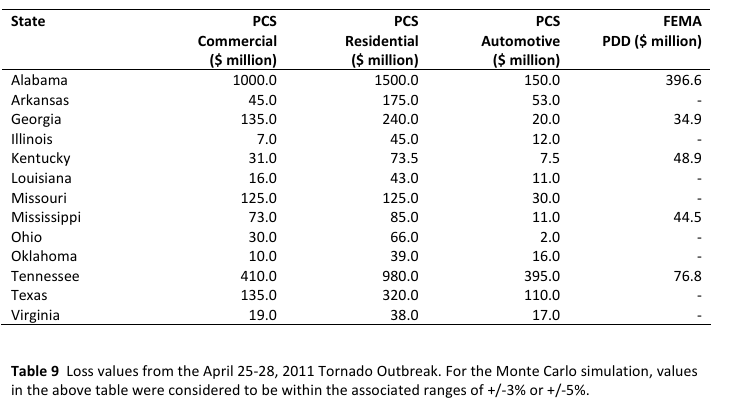 State PCS PCS PCS FEMA
Commercial Residential Automotive PDD ($ million)
($ million) ($ million) ($ million)
Alabama 1000.0 1500.0 150.0 396.6
Arkansas 45.0 175.0 53.0 -
Georgia 135.0 240.0 20.0 34.9
Illinois 7.0 45.0 12.0 -
Kentucky 31.0 73.5 7.5 48.9
Louisiana 16.0 43.0 11.0 -
Missouri 125.0 125.0 30.0 -
Mississippi 73.0 85.0 11.0 44.5
Ohio 30.0 66.0 2.0 -
Oklahoma 10.0 39.0 16.0 -
Tennessee 410.0 980.0 395.0 76.8
Texas 135.0 320.0 110.0 -
Virginia 19.0 38.0 17.0 -
Table 9 Loss values from the April 25-28, 2011 Tornado Outbreak. For the Monte Carlo simulation, values
in the above table were considered to be within the associated ranges of +/-3% or +/-5%.